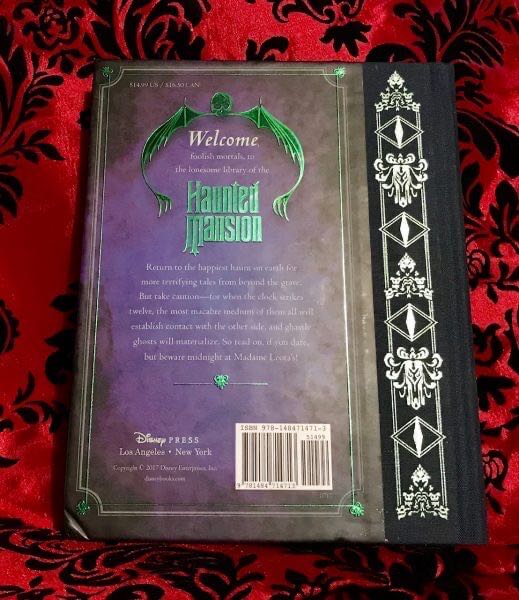 $14.99 US / $16.50 CAN
Welcome,
foolish mortals, to
the lonesome library of the
Haunted
Mansion
Return to the happiest haunt on earth for
more terrifying tales from beyond the grave.
But take caution—for when the clock strikes
twelve, the most macabre medium of them all will
establish contact with the other side, and ghastly
ghosts will materialize. So read on, if you dare,
but beware midnight at Madame Leota's!
Disney PRESS
Los Angeles • New York
Copyright © 2017 Disney Enterprises, Inc.
disneybooks.com
ISBN 978-148471471-3
51499
9 781484 714713